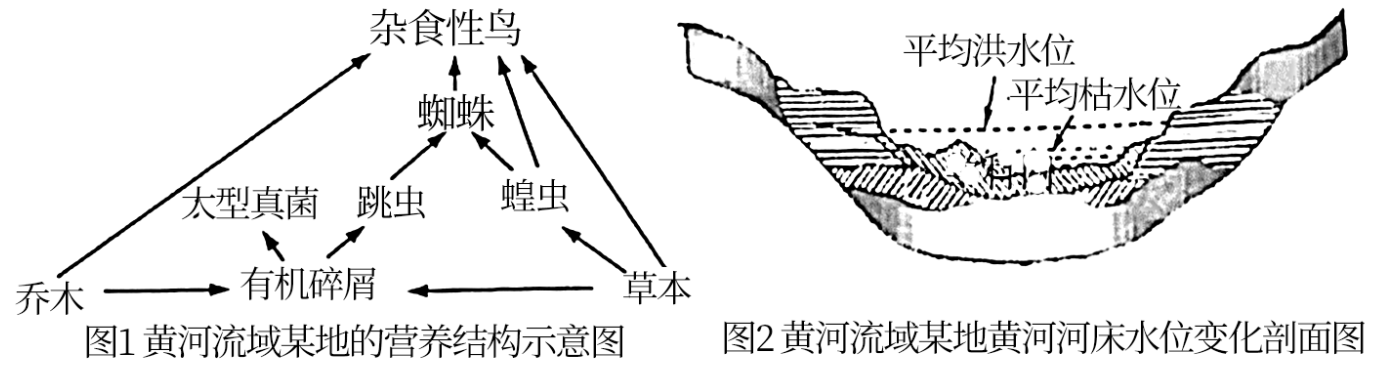 杂食性鸟
蜘蛛
大型真菌
跳虫
蝗虫
乔木
有机碎屑
草本
图1 黄河流域某地的营养结构示意图
平均洪水位
平均枯水位
图2 黄河流域某地黄河河床水位变化剖面图